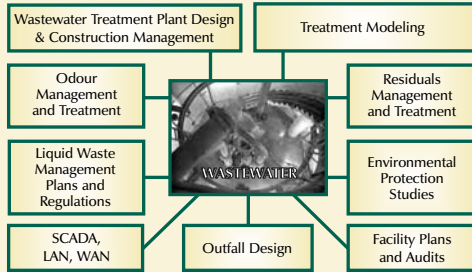 Wastewater Treatment Plant Design
& Construction Management
Treatment Modeling
Odour
Management
and Treatment
Residuals
Management
and Treatment
WASTEWATER
Liquid Waste
Management
Plans and
Regulations
Environmental
Protection
Studies
SCADA,
LAN, WAN
Outfall Design
Facility Plans
and Audits